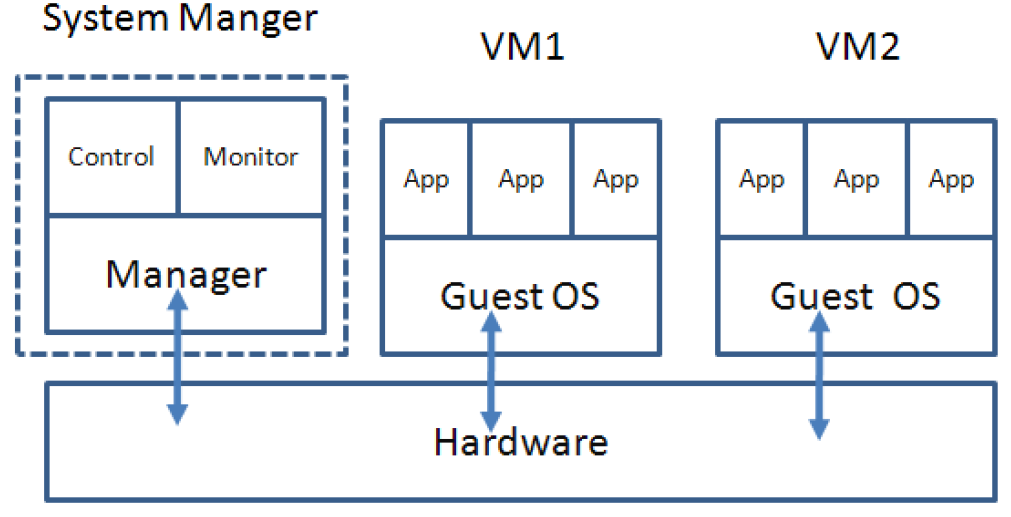 System Manger
VM1
VM2
Control
Monitor
Manager
App
App
App
Guest OS
App
App
App
Guest OS
Hardware